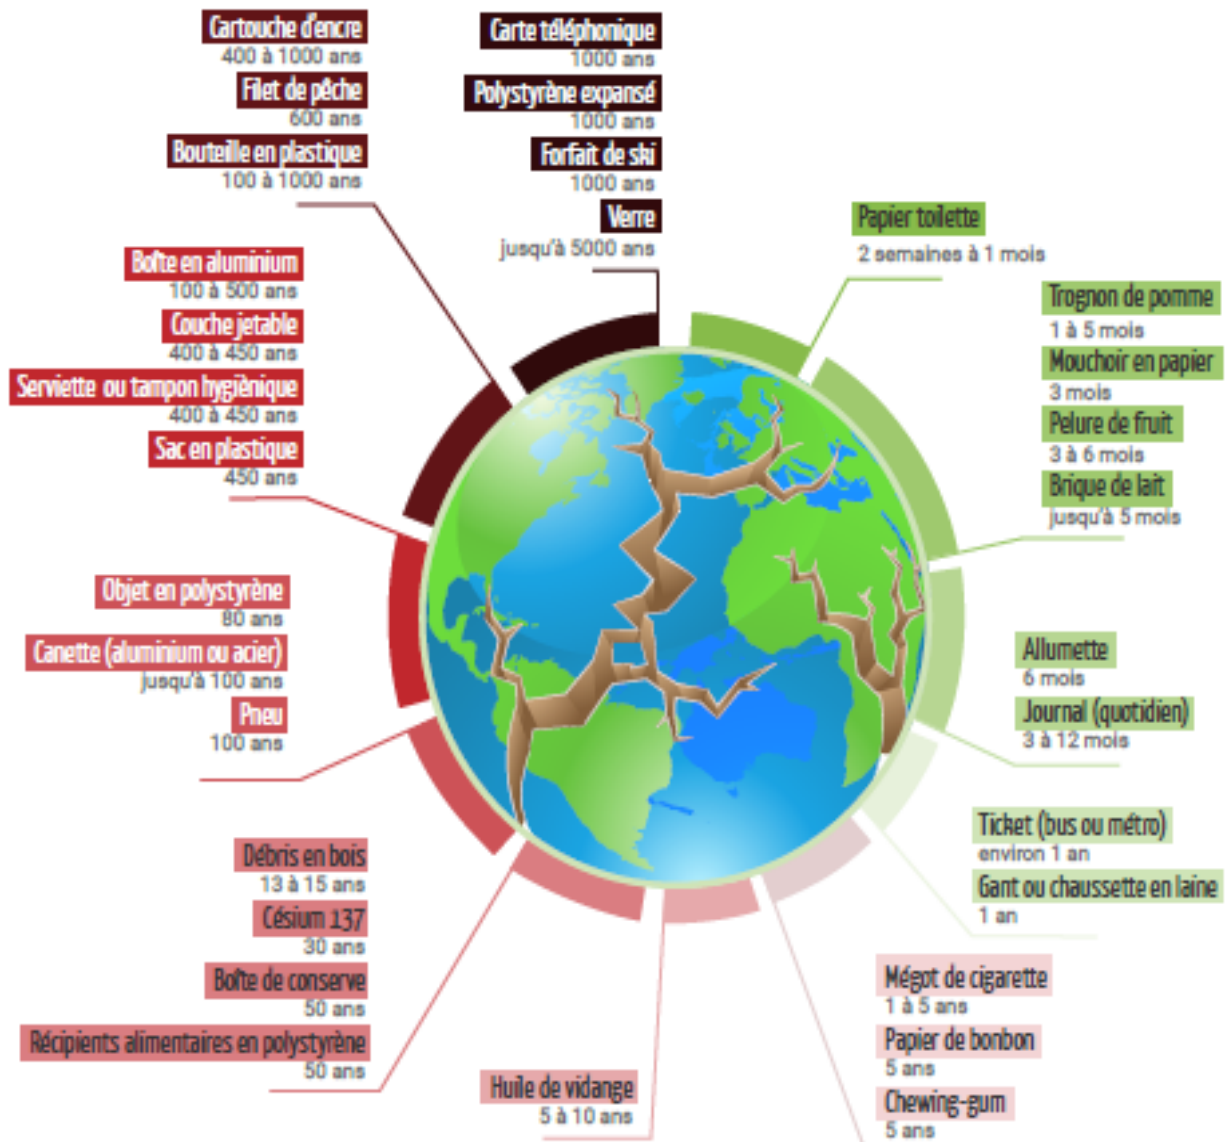 Cartouche d'encre
400 à 1000 ans
Filet de pêche
600 ans
Bouteille en plastique
100 à 1000 ans
Carte téléphonique
1000 ans
Polystyrène expansé
1000 ans
Forfait de ski
1000 ans
Verre
jusqu'à 5000 ans
Papier toilette
2 semaines à 1 mois
Trognon de pomme
1 à 5 mois
Mouchoir en papier
3 mois
Pelure de fruit
3 à 6 mois
Brique de lait
jusqu'à 5 mois
Boîte en aluminium
100 à 500 ans
Couche jetable
400 à 450 ans
Serviette ou tampon hygiènique
400 à 450 ans
Sac en plastique
450 ans
Objet en polystyrène
80 ans
Canette (aluminium ou acier)
jusqu'à 100 ans
Pneu
100 ans
Allumette
6 mois
Journal (quotidien)
3 à 12 mois
Ticket (bus ou métro)
environ 1 an
Gant ou chaussette en laine
1 an
Débris en bois
13 à 15 ans
Césium 137
30 ans
Boîte de conserve
50 ans
Récipients alimentaires en polystyrène
50 ans
Huile de vidange
5 à 10 ans
Mégot de cigarette
1 à 5 ans
Papier de bonbon
5 ans
Chewing-gum
5 ans